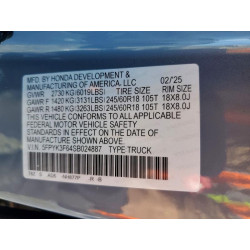 MFD. BY HONDA DEVELOPMENT &
MANUFACTURING OF AMERICA, LLC 02/'25
GVWR 2730 KG(6019LBS) RIM SIZE
GAWR F 1420 KG(3131LBS)245/60R18 105T 18X8.0J
GAWR R 1480 KG(3263LBS)245/60R18 105T 18X8.0J
THIS VEHICLE CONFORMS TO ALL APPLICABLE
FEDERAL MOTOR VEHICLE SAFETY
STANDARDS IN EFFECT ON THE DATE OF
MANUFACTURE SHOWN ABOVE.
V.I.N. 5FPYK3F64SB024887 TYPE TRUCK